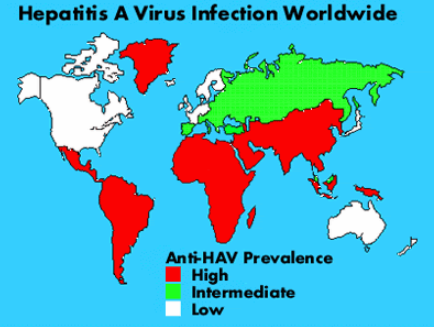 Hepatitis A Virus Infection Worldwide
Anti-HAV Prevalence
High
Intermediate
Low